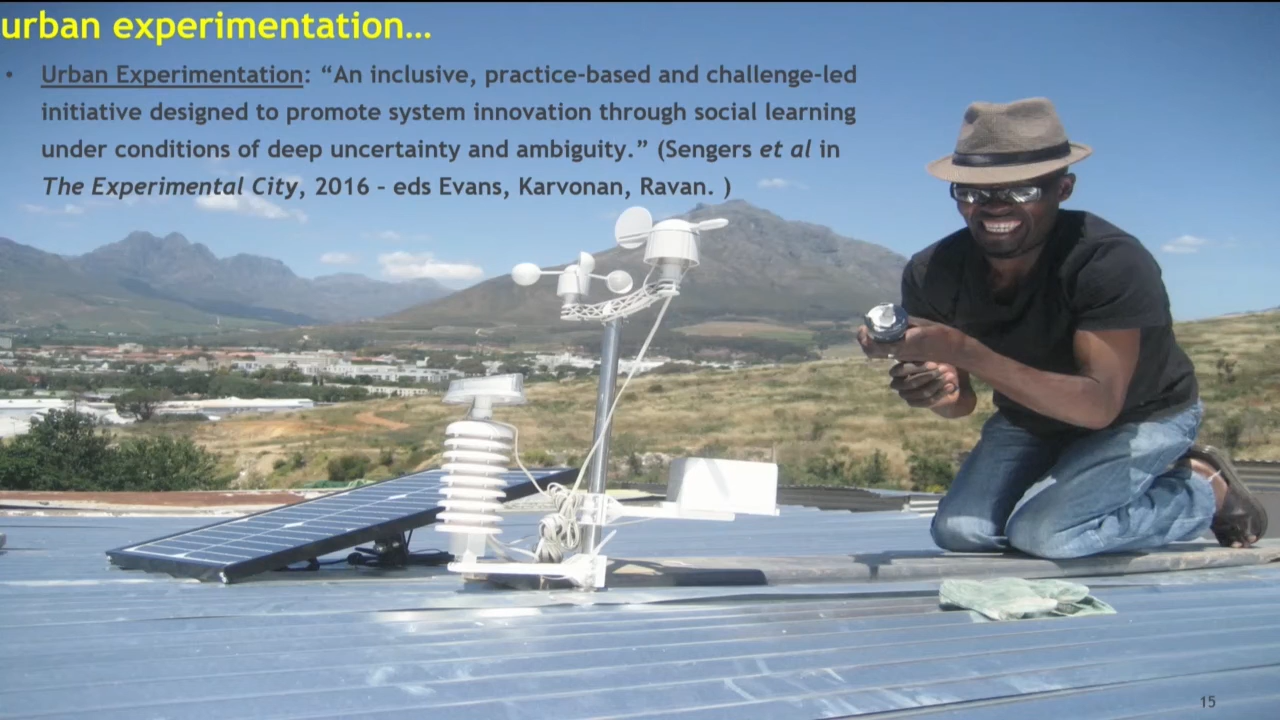 urban experimentation...
• Urban Experimentation: “An inclusive, practice-based and challenge-led
initiative designed to promote system innovation through social learning
under conditions of deep uncertainty and ambiguity.” (Sengers et al in
The Experimental City, 2016 – eds Evans, Karvonan, Ravan. )
15